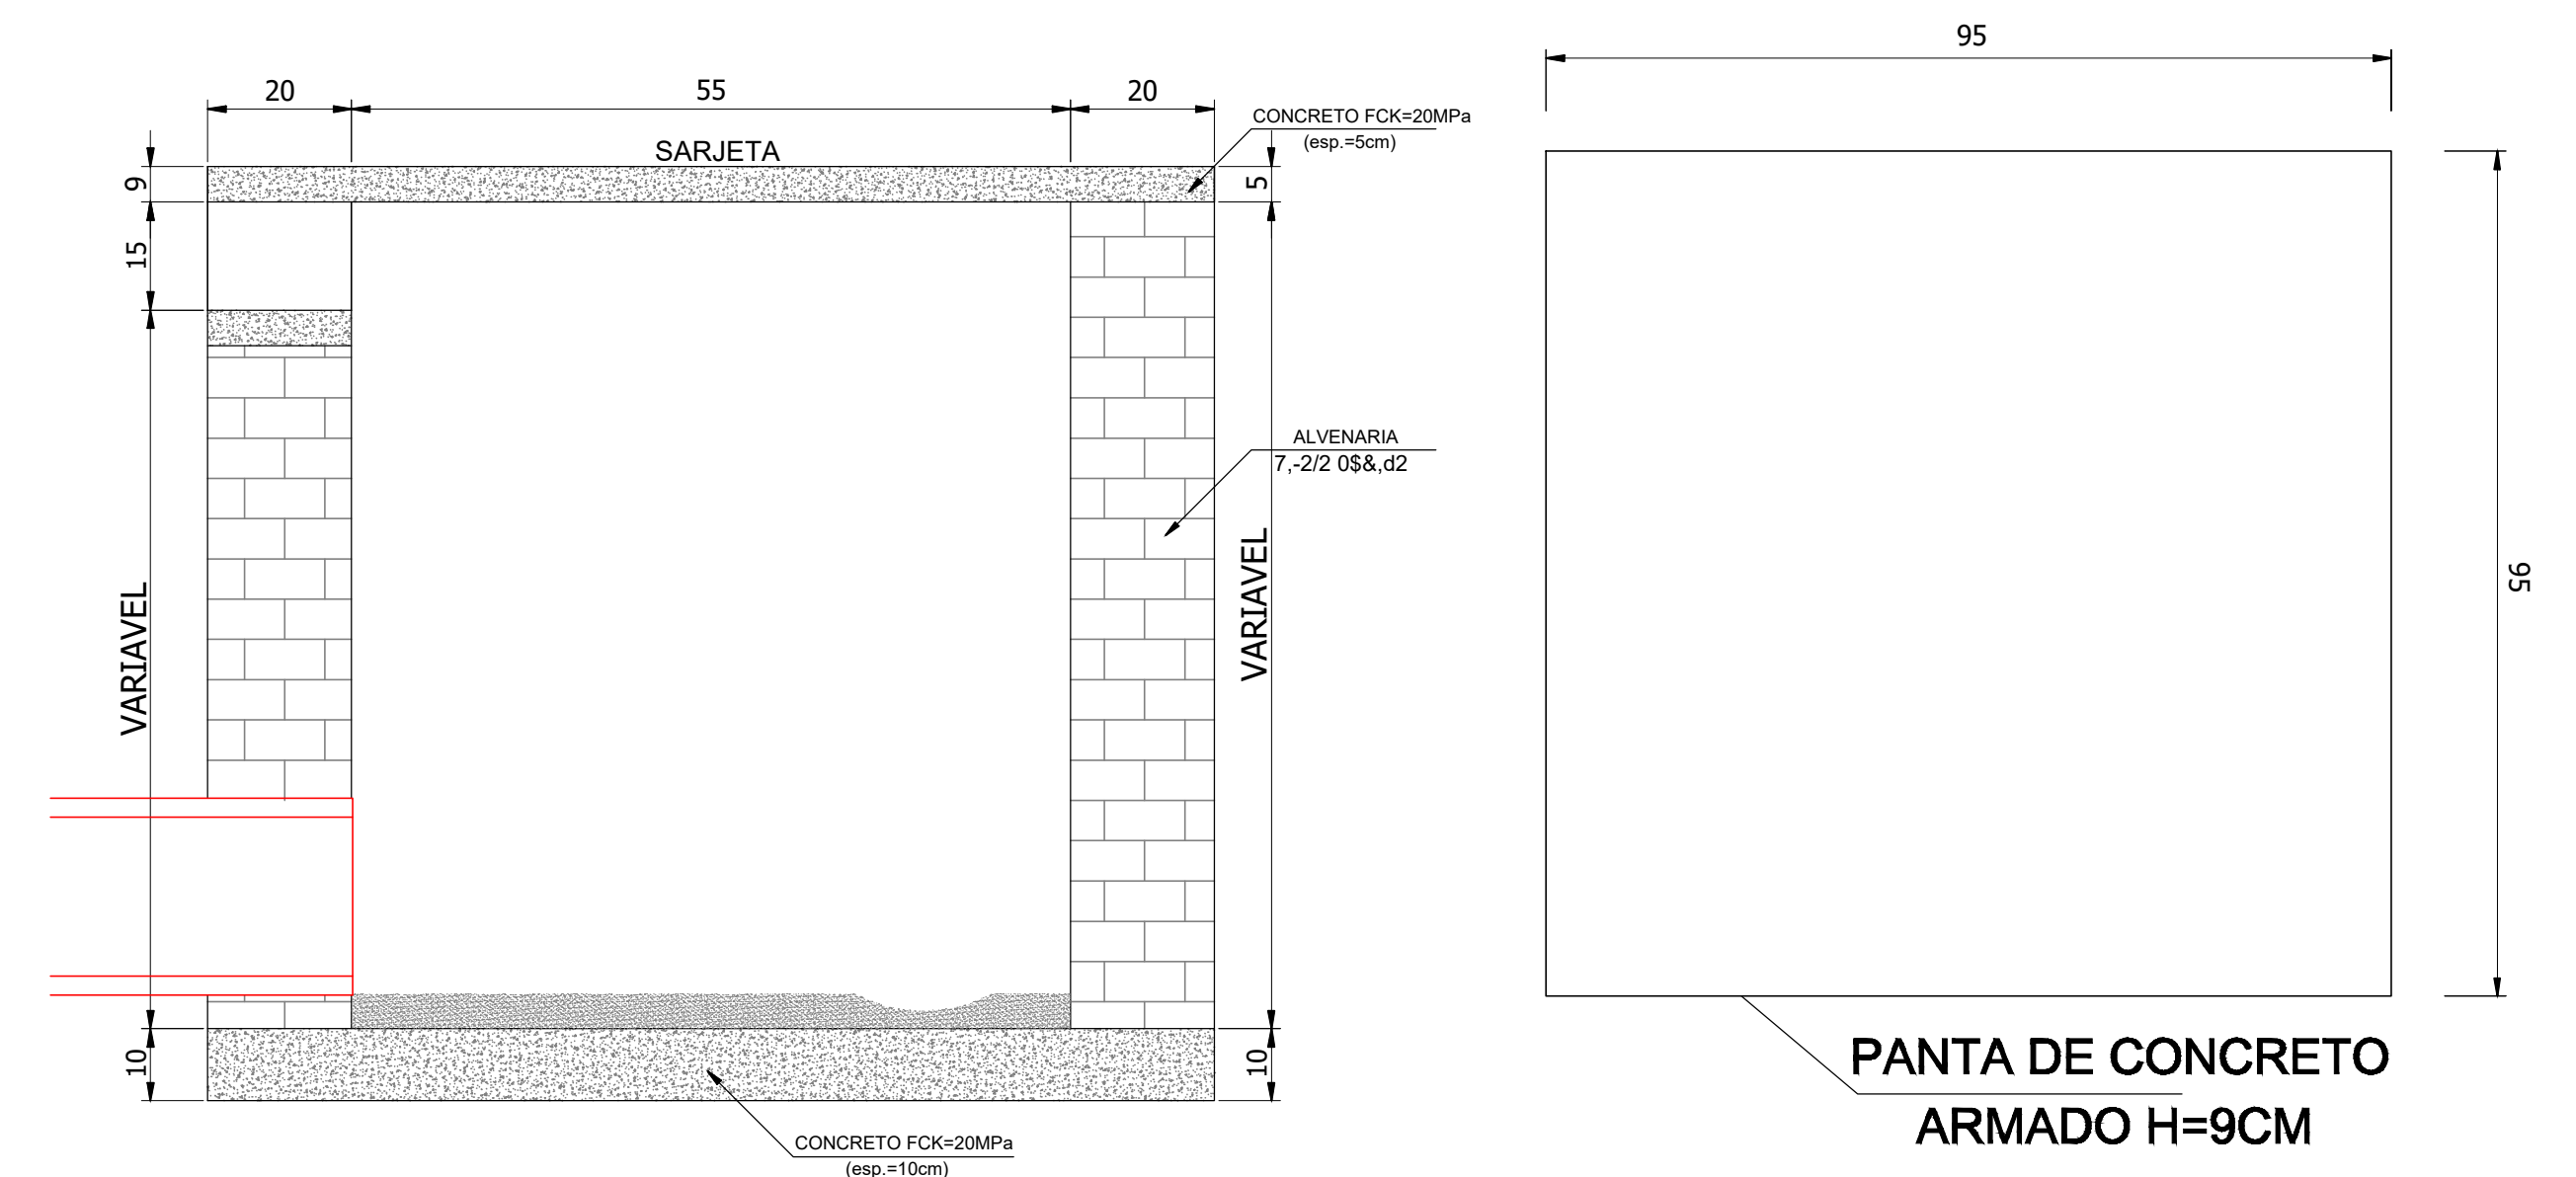 20
55
20
CONCRETO FCK=20MPa
(esp.=5cm)
SARJETA
9
5
15
ALVENARIA
7,-2/2 0$&,d2
VARIAVEL
VARIAVEL
10
10
CONCRETO FCK=20MPa
(esp.=10cm)
95
95
PANTA DE CONCRETO
ARMADO H=9CM